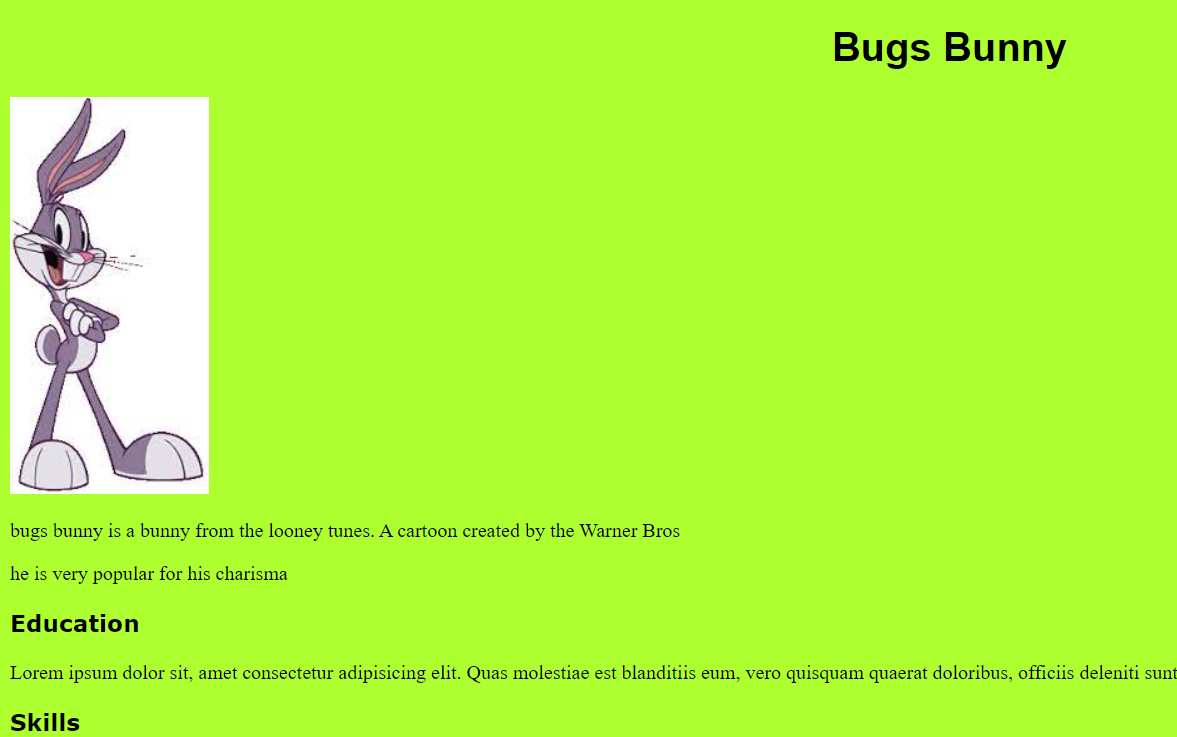 Bugs Bunny
bugs bunny is a bunny from the looney tunes. A cartoon created by the Warner Bros
he is very popular for his charisma
Education
Lorem ipsum dolor sit, amet consectetur adipisicing elit. Quas molestiae est blanditiis eum, vero quisquam quaerat doloribus, officiis deleniti sunt
Skills